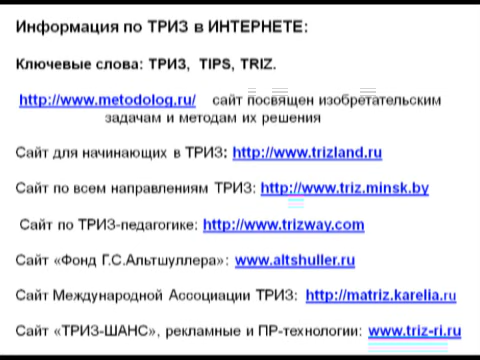 Информация по ТРИЗ в ИНТЕРНЕТЕ:
Ключевые слова: ТРИЗ, TIPS, TRIZ.
http://www.metodolog.ru/ сайт посвящен изобретательским
задачам и методам их решения
Сайт для начинающих в ТРИЗ: http://www.trizland.ru
Сайт по всем направлениям ТРИЗ: http://www.triz.minsk.by
Сайт по ТРИЗ-педагогике: http://www.trizway.com
Сайт «Фонд Г.С.Альтшуллера»: www.altshuller.ru
Сайт Международной Ассоциации ТРИЗ: http://matriz.karelia.ru
Сайт «ТРИЗ-ШАНС», рекламные и ПР-технологии: www.triz-ri.ru